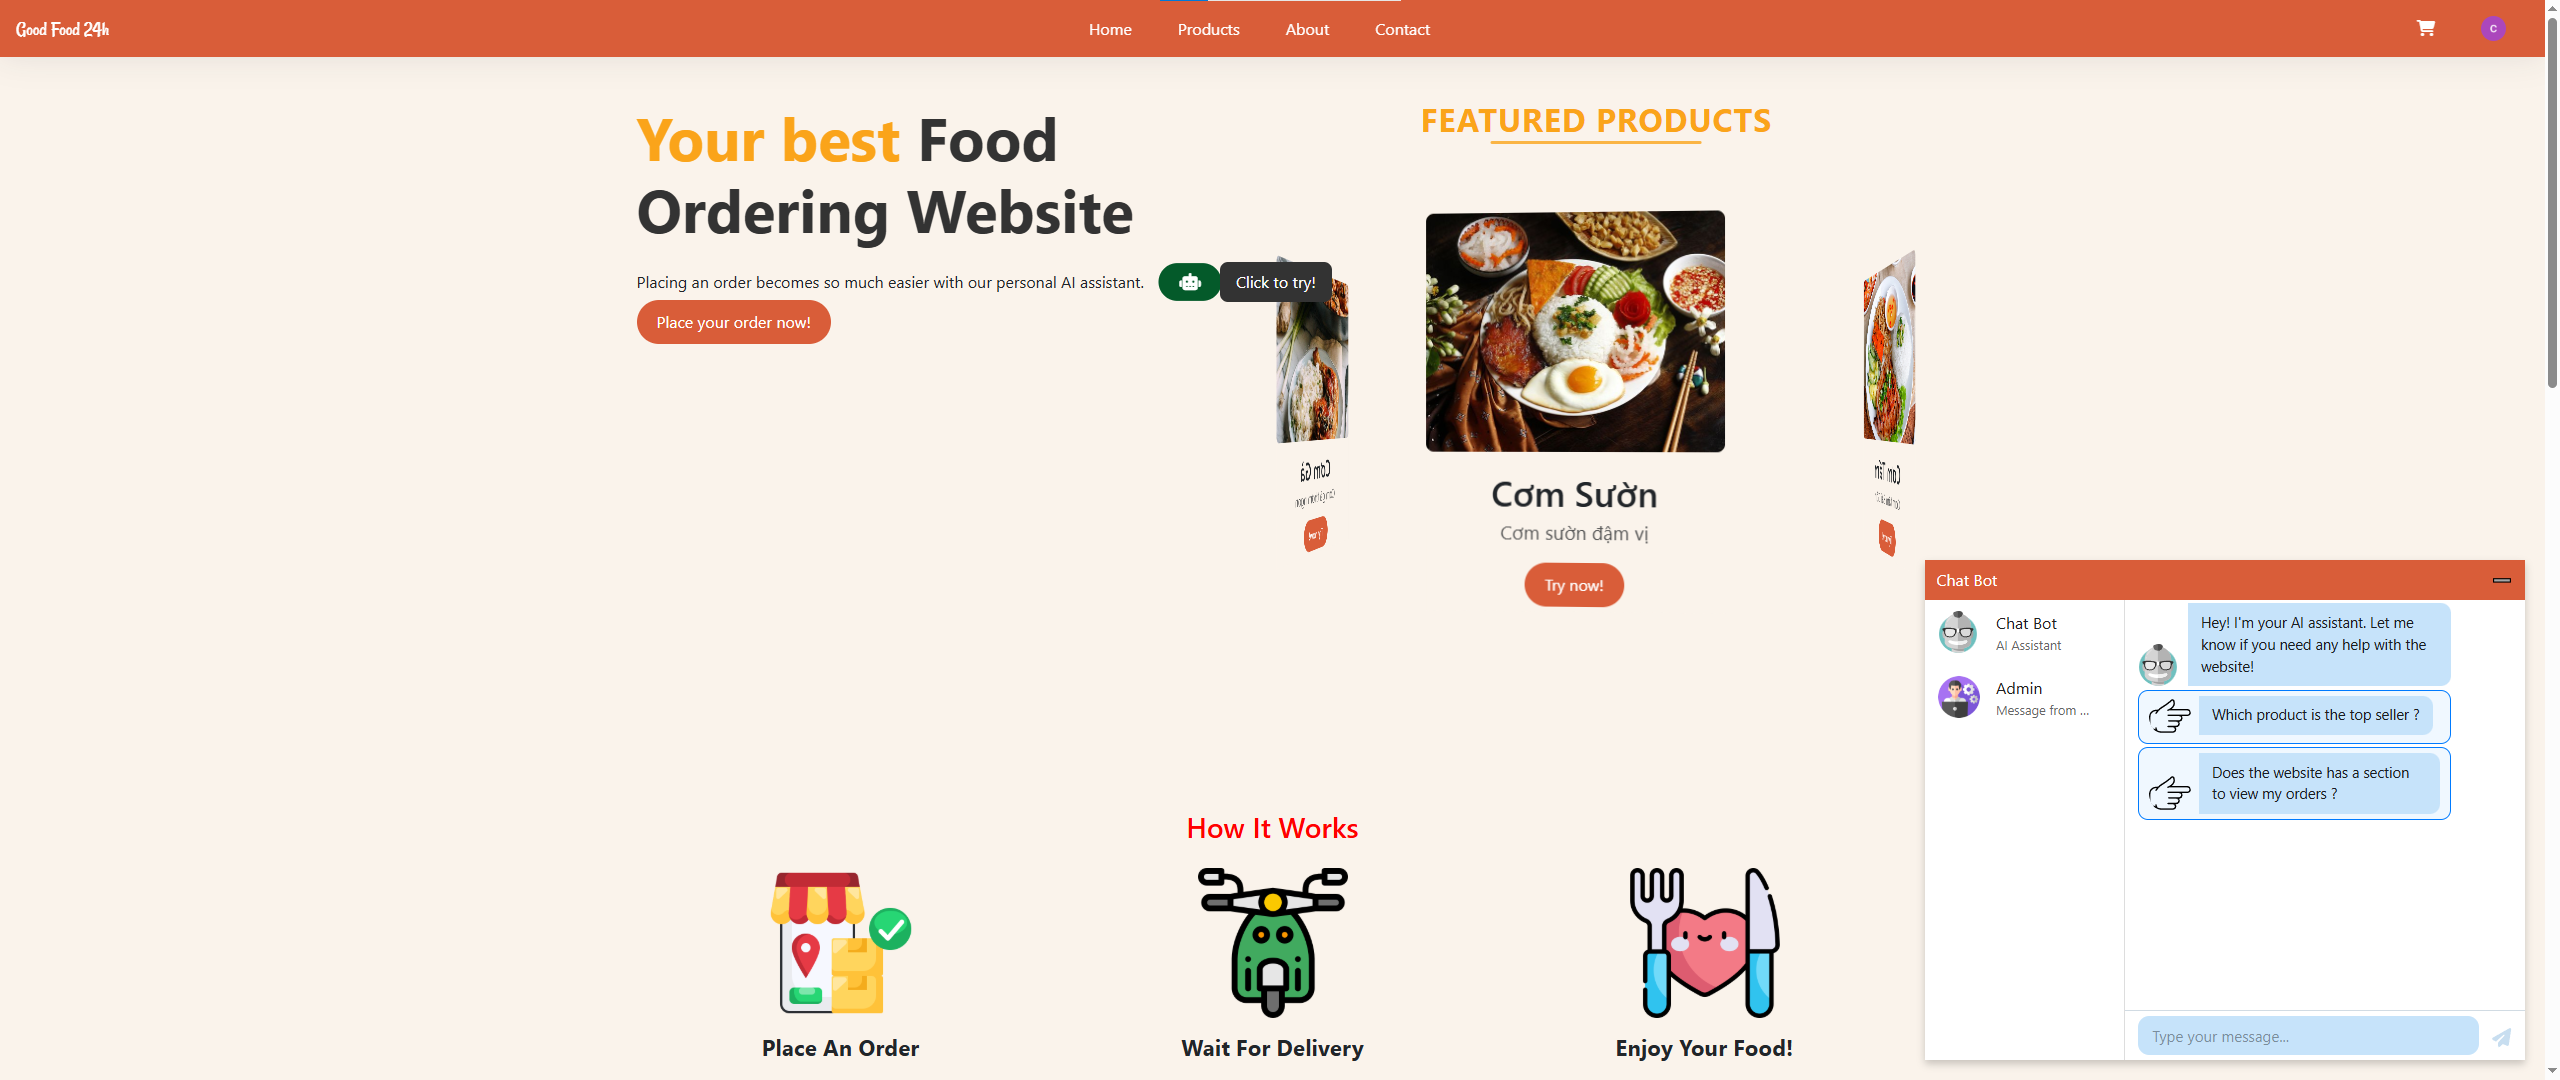 Good Food 24h
Home
Products
About
Contact
C
Your best Food
Ordering Website
Placing an order becomes so much easier with our personal AI assistant.
Click to try!
Place your order now!
FEATURED PRODUCTS
Cơm Gà
Cơm Sườn
Cơm sườn đậm vị
Try now!
Cơm Tấm
How It Works
Place An Order
Wait For Delivery
Enjoy Your Food!
Chat Bot
Chat Bot
AI Assistant
Admin
Message from ...
Hey! I'm your AI assistant. Let me
know if you need any help with the
website!
Which product is the top seller ?
Does the website has a section
to view my orders ?
Type your message...